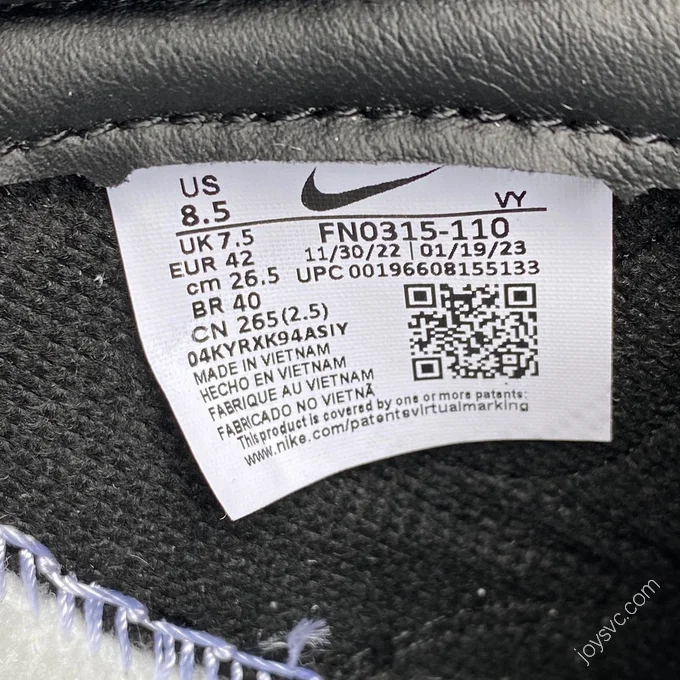 US
8.5
VY
UK 7.5
FN0315-110
EUR 42
11/30/22 | 01/19/23
cm 26.5
UPC 00196608155133
BR 40
CN 265(2.5)
04KYRXK94ASIY
MADE IN VIETNAM
HECHO EN VIETNAM
FABRIQUE AU VIETNAM
FABRICADO NO VIETNÃ
This product is covered by one or more patents:
www.nike.com/patentsvirtualmarking
joysvc.com